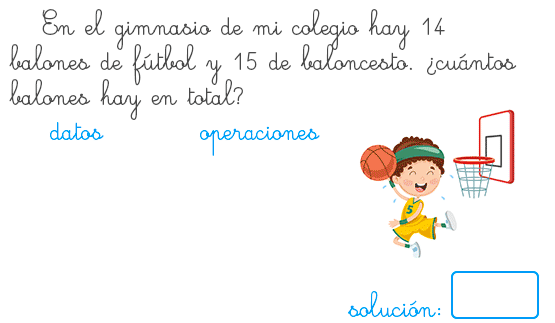 En el gimnasio de mi colegio hay 14
balones de fútbol y 15 de baloncesto. ¿cuántos
balones hay en total?
datos operaciones
5
solución: